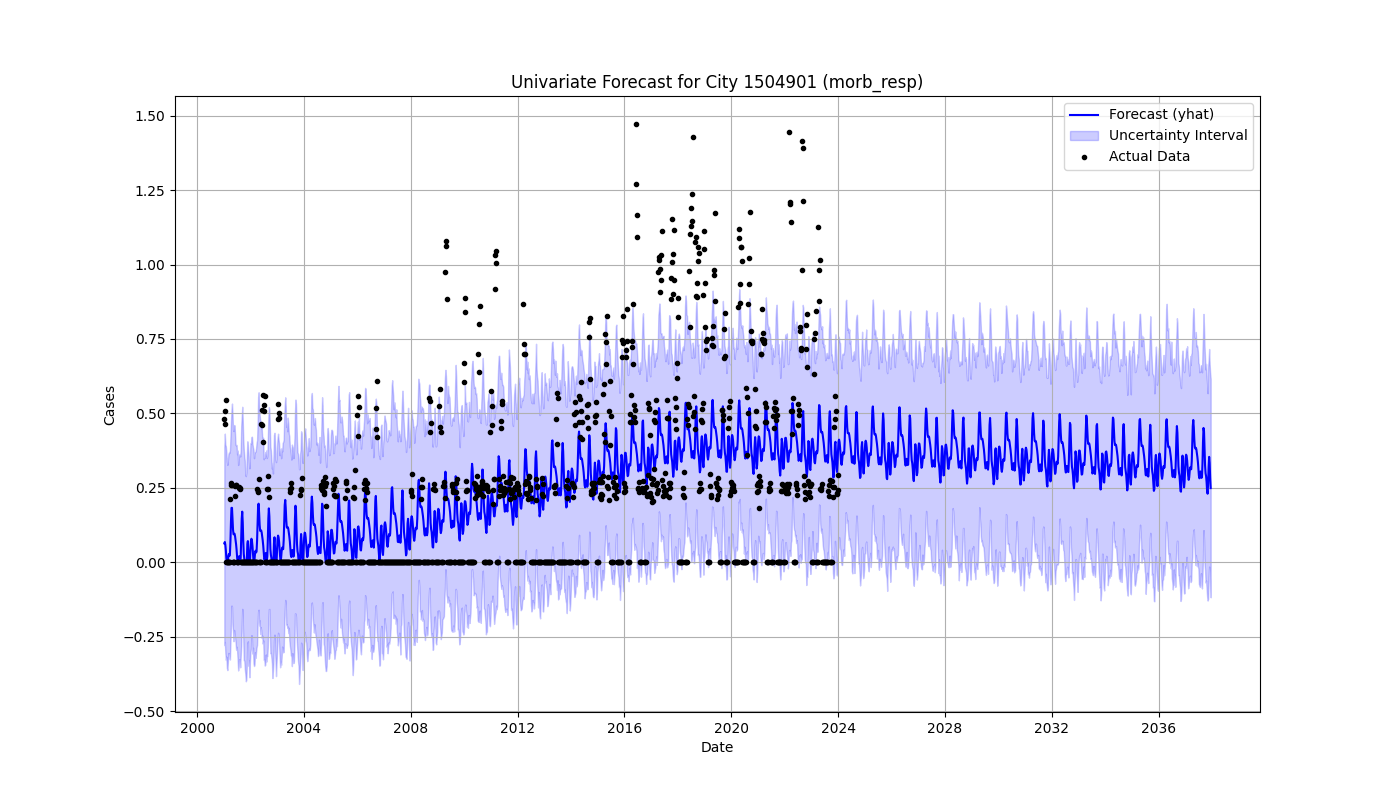 Univariate Forecast for City 1504901 (morb_resp)
Forecast (yhat)
Uncertainty Interval
Actual Data
Cases
1.50
1.25
1.00
0.75
0.50
0.25
0.00
−0.25
−0.50
2000 2004 2008 2012 2016 2020 2024 2028 2032 2036
Date